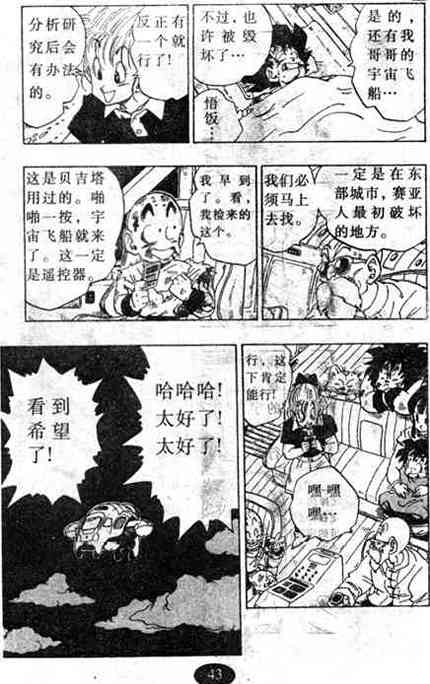 是的，
还有我
哥哥的
宇宙飞
船…
不过，也
许被毁
坏了…
悟饭…
反正有
一个就
行了!
分析研
究后会
有办法
的。
一定是在东
部城市，赛亚
人最初破坏
的地方。
我们必
须马上
去找。
我早到
了。看，
我捡来的
这个。
这是贝吉塔
用过的。啪
啪一按，宇
宙飞船就来
了。这一定
是遥控器。
行，这
下肯定
能行!
嘿嘿
嘿…
哈哈哈!
太好了!
太好了!
看到
希望
了!
43